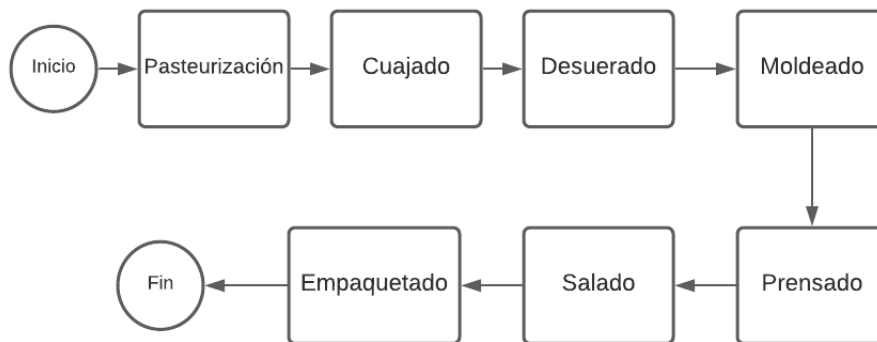 Inicio
Pasteurización
Cuajado
Desuerado
Moldeado
Prensado
Salado
Empaquetado
Fin